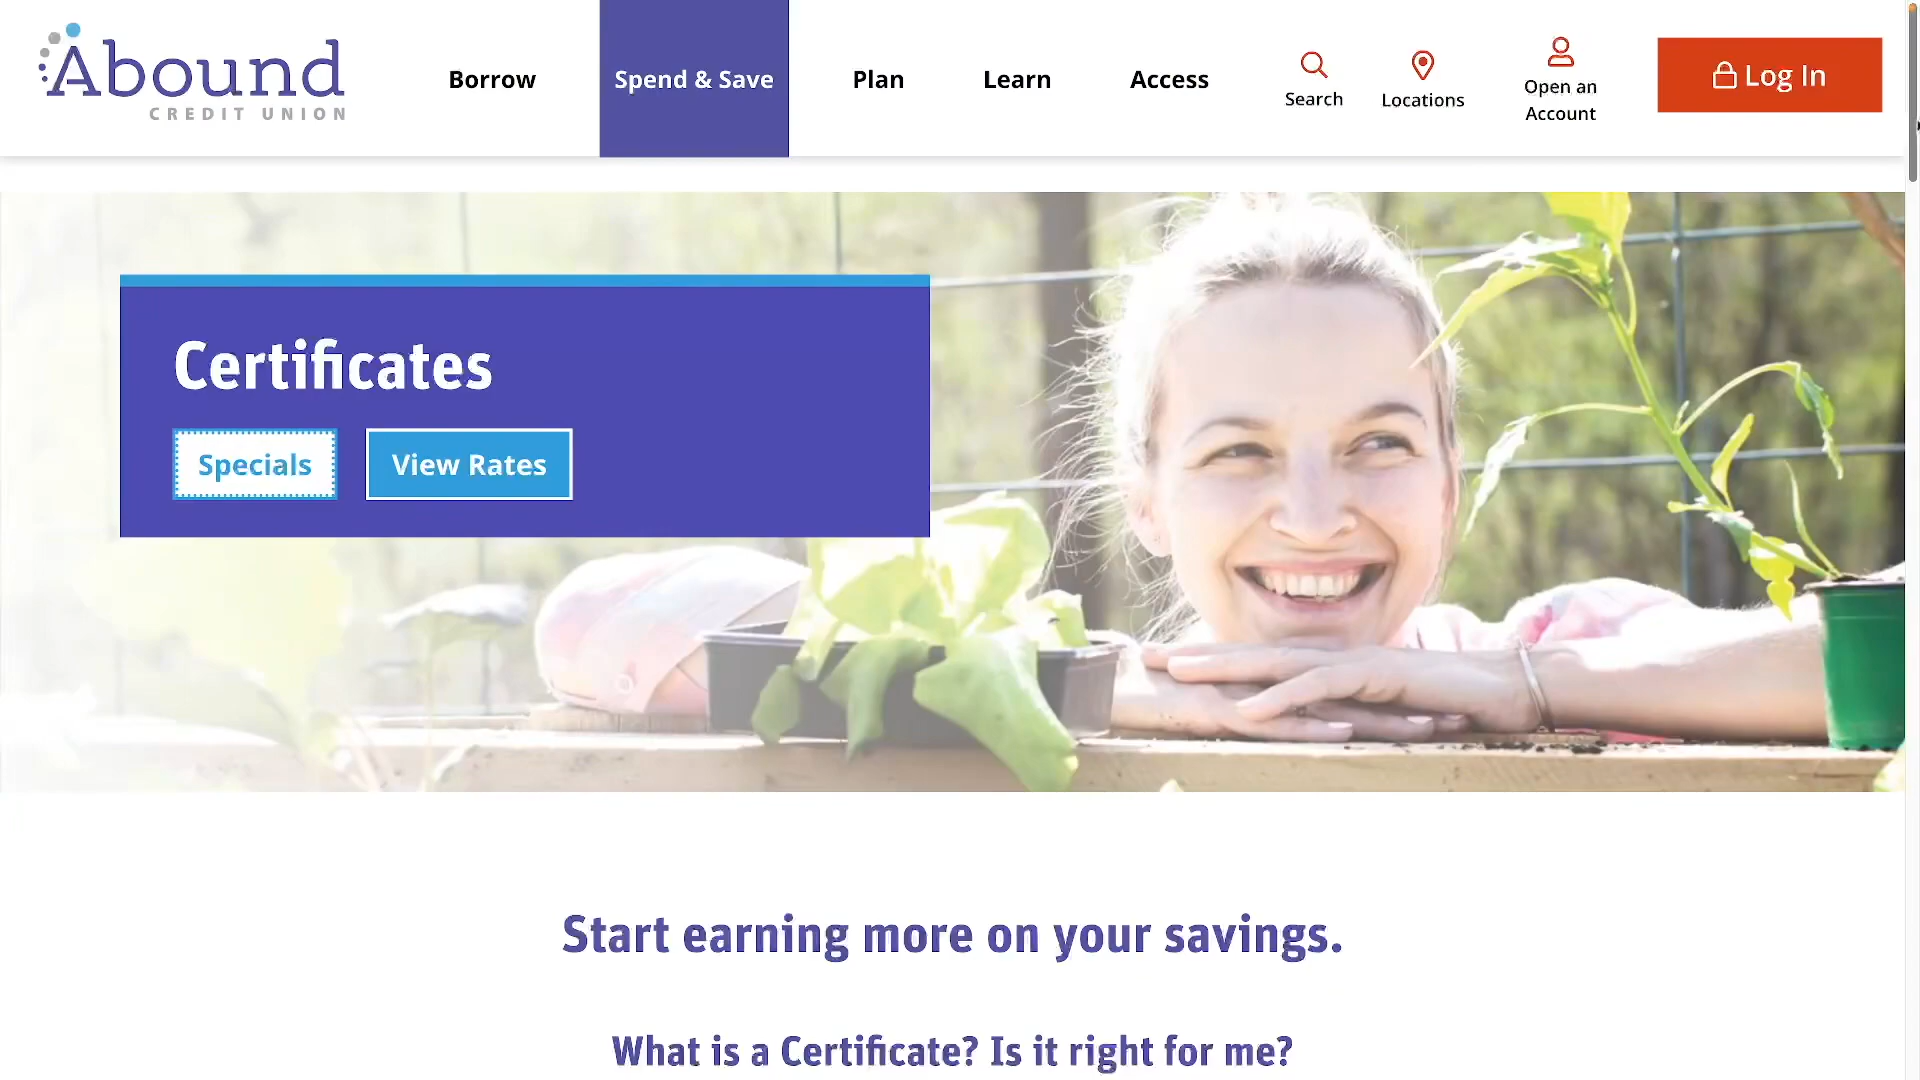 Abound
CREDIT UNION
Borrow
Spend & Save
Plan
Learn
Access
Search
Locations
Open an
Account
Log In
Certificates
Specials
View Rates
Start earning more on your savings.
What is a Certificate? Is it right for me?